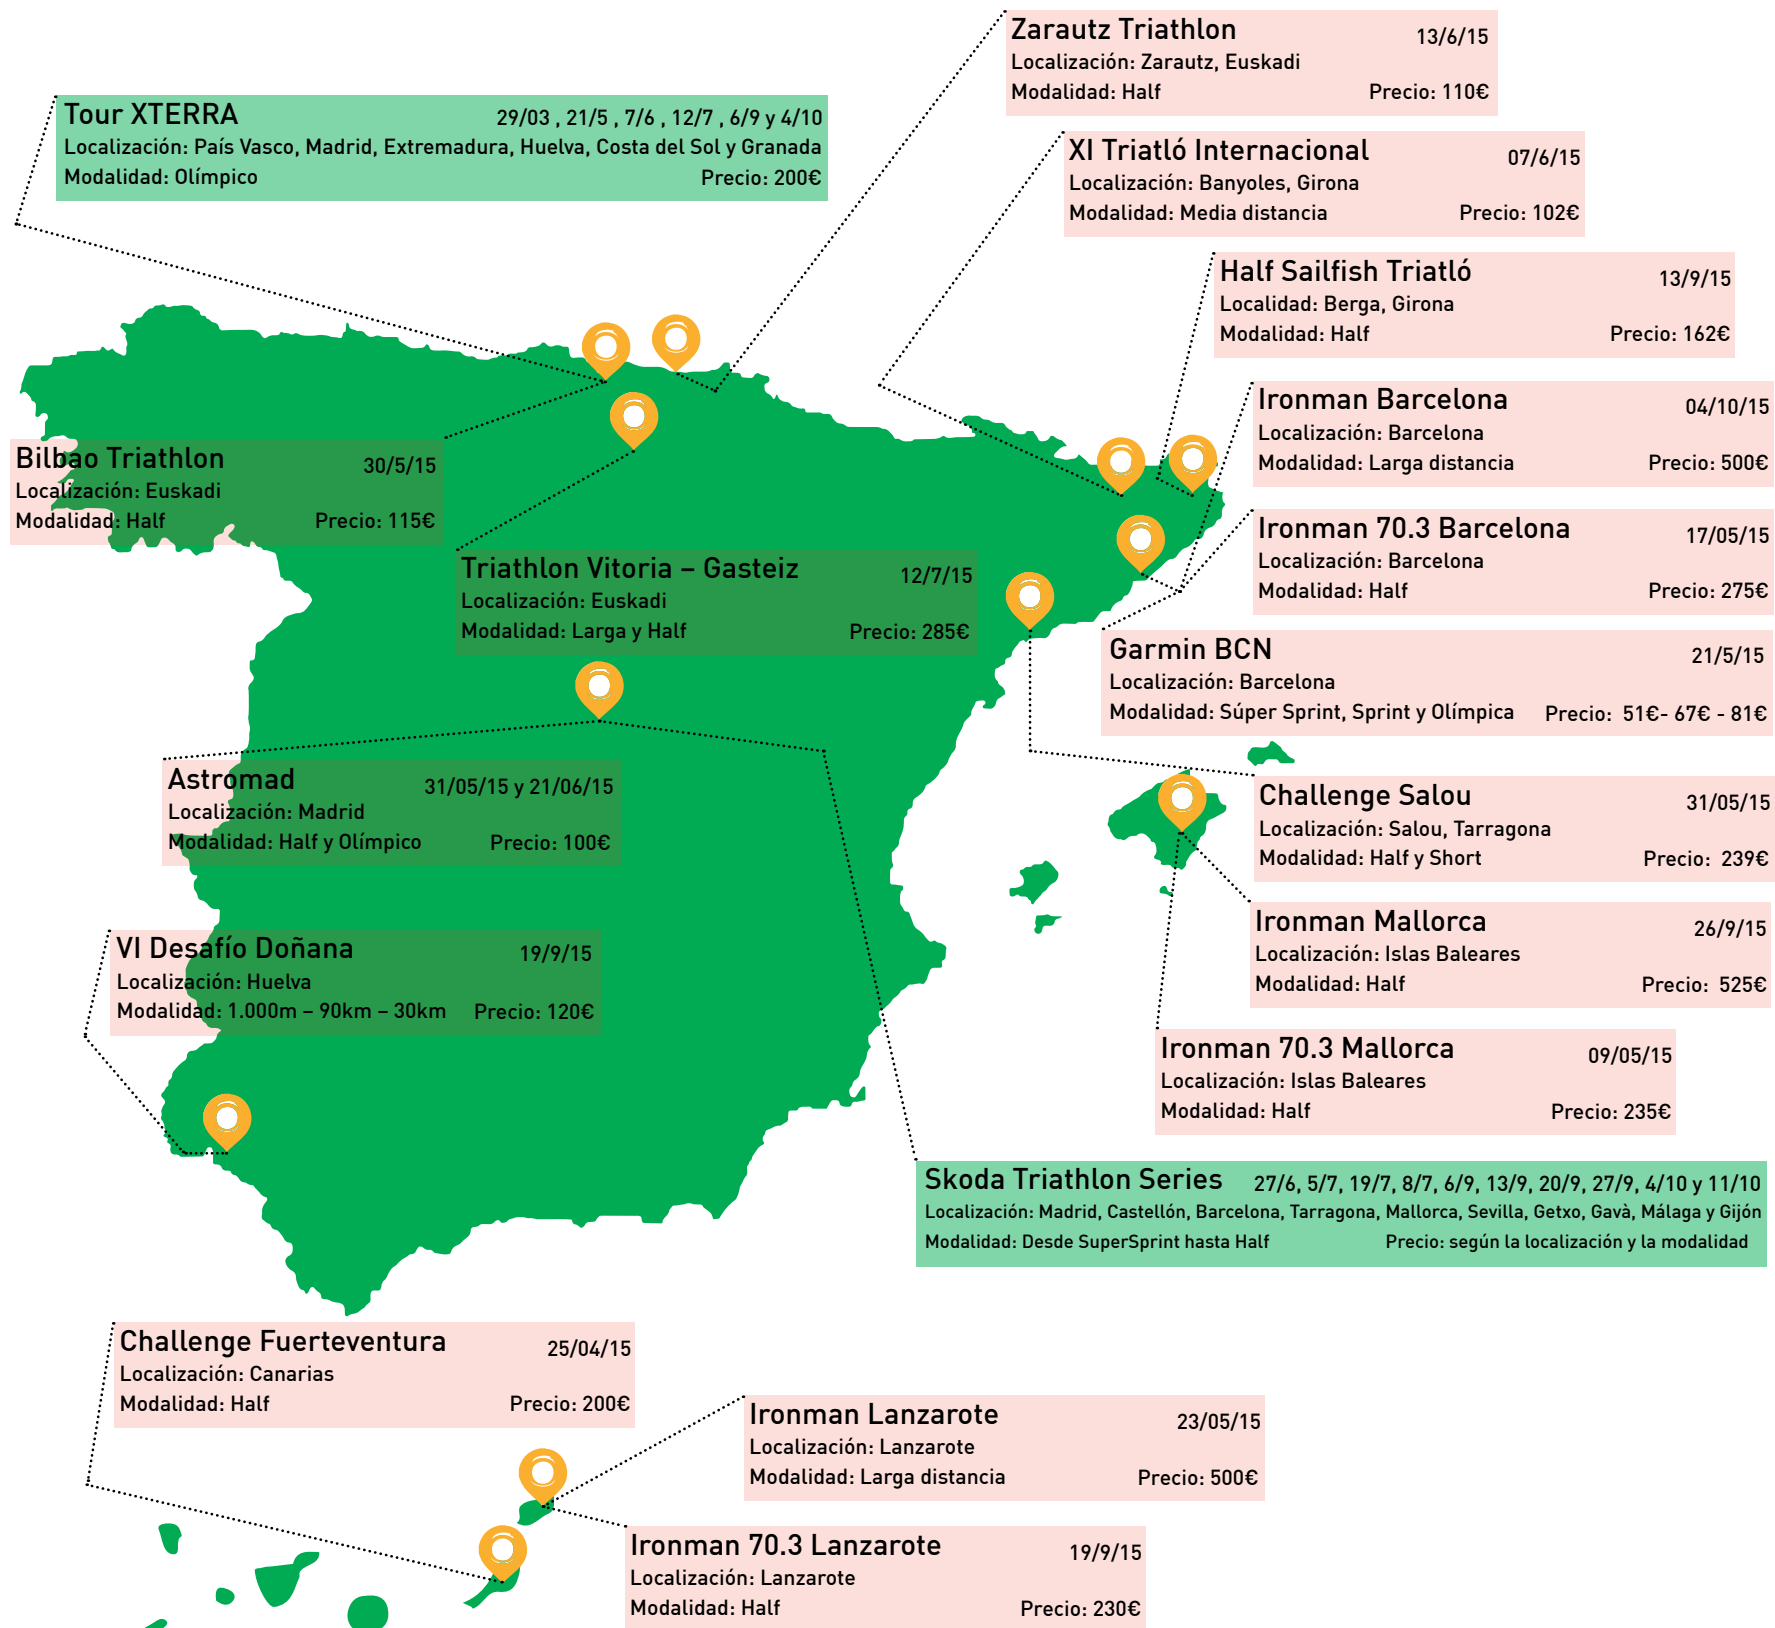 Zarautz Triathlon 13/6/15
Localización: Zarautz, Euskadi
Modalidad: Half Precio: 110€
Tour XTERRA 29/03 , 21/5 , 7/6 , 12/7 , 6/9 y 4/10
Localización: País Vasco, Madrid, Extremadura, Huelva, Costa del Sol y Granada
Modalidad: Olímpico Precio: 200€
XI Triatló Internacional 07/6/15
Localización: Banyoles, Girona
Modalidad: Media distancia Precio: 102€
Half Sailfish Triatló 13/9/15
Localidad: Berga, Girona
Modalidad: Half Precio: 162€
Ironman Barcelona 04/10/15
Localización: Barcelona
Modalidad: Larga distancia Precio: 500€
Bilbao Triathlon 30/5/15
Localización: Euskadi
Modalidad: Half Precio: 115€
Ironman 70.3 Barcelona 17/05/15
Localización: Barcelona
Modalidad: Half Precio: 275€
Triathlon Vitoria – Gasteiz 12/7/15
Localización: Euskadi
Modalidad: Larga y Half Precio: 285€
Garmin BCN 21/5/15
Localización: Barcelona
Modalidad: Súper Sprint, Sprint y Olímpica Precio: 51€- 67€ - 81€
Astromad 31/05/15 y 21/06/15
Localización: Madrid
Modalidad: Half y Olímpico Precio: 100€
Challenge Salou 31/05/15
Localización: Salou, Tarragona
Modalidad: Half y Short Precio: 239€
Ironman Mallorca 26/9/15
Localización: Islas Baleares
Modalidad: Half Precio: 525€
VI Desafío Doñana 19/9/15
Localización: Huelva
Modalidad: 1.000m – 90km – 30km Precio: 120€
Ironman 70.3 Mallorca 09/05/15
Localización: Islas Baleares
Modalidad: Half Precio: 235€
Skoda Triathlon Series 27/6, 5/7, 19/7, 8/7, 6/9, 13/9, 20/9, 27/9, 4/10 y 11/10
Localización: Madrid, Castellón, Barcelona, Tarragona, Mallorca, Sevilla, Getxo, Gavà, Málaga y Gijón
Modalidad: Desde SuperSprint hasta Half Precio: según la localización y la modalidad
Challenge Fuerteventura 25/04/15
Localización: Canarias
Modalidad: Half Precio: 200€
Ironman Lanzarote 23/05/15
Localización: Lanzarote
Modalidad: Larga distancia Precio: 500€
Ironman 70.3 Lanzarote 19/9/15
Localización: Lanzarote
Modalidad: Half Precio: 230€